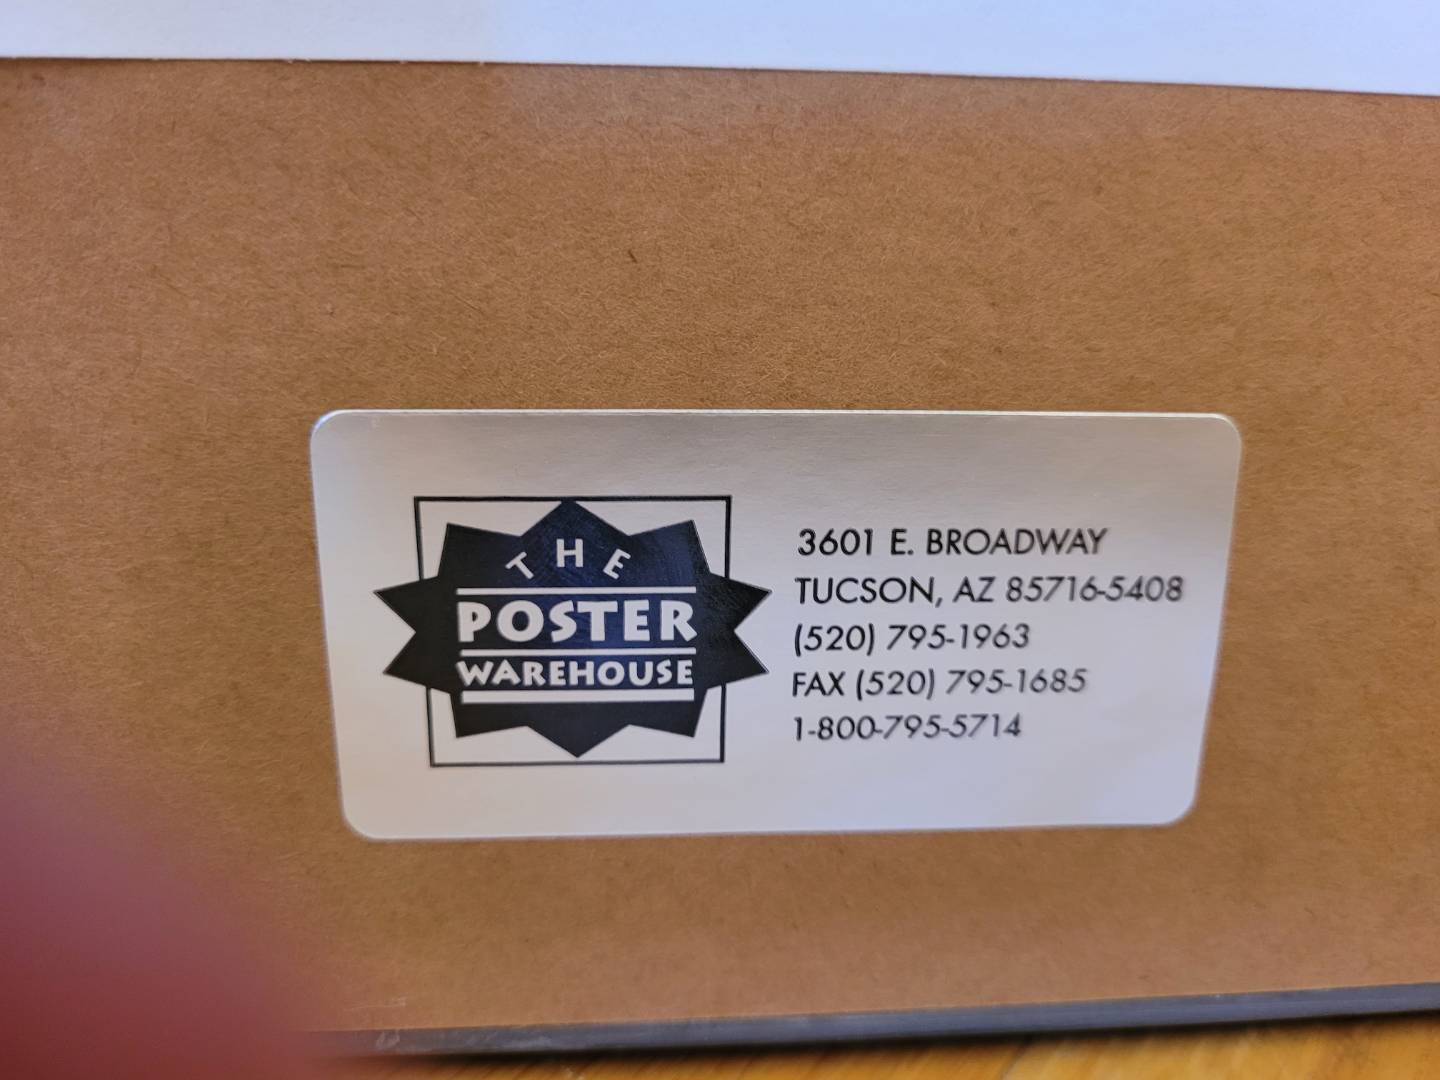 THE
POSTER
WAREHOUSE
3601 E. BROADWAY
TUCSON, AZ 85716-5408
(520) 795-1963
FAX (520) 795-1685
1-800-795-5714